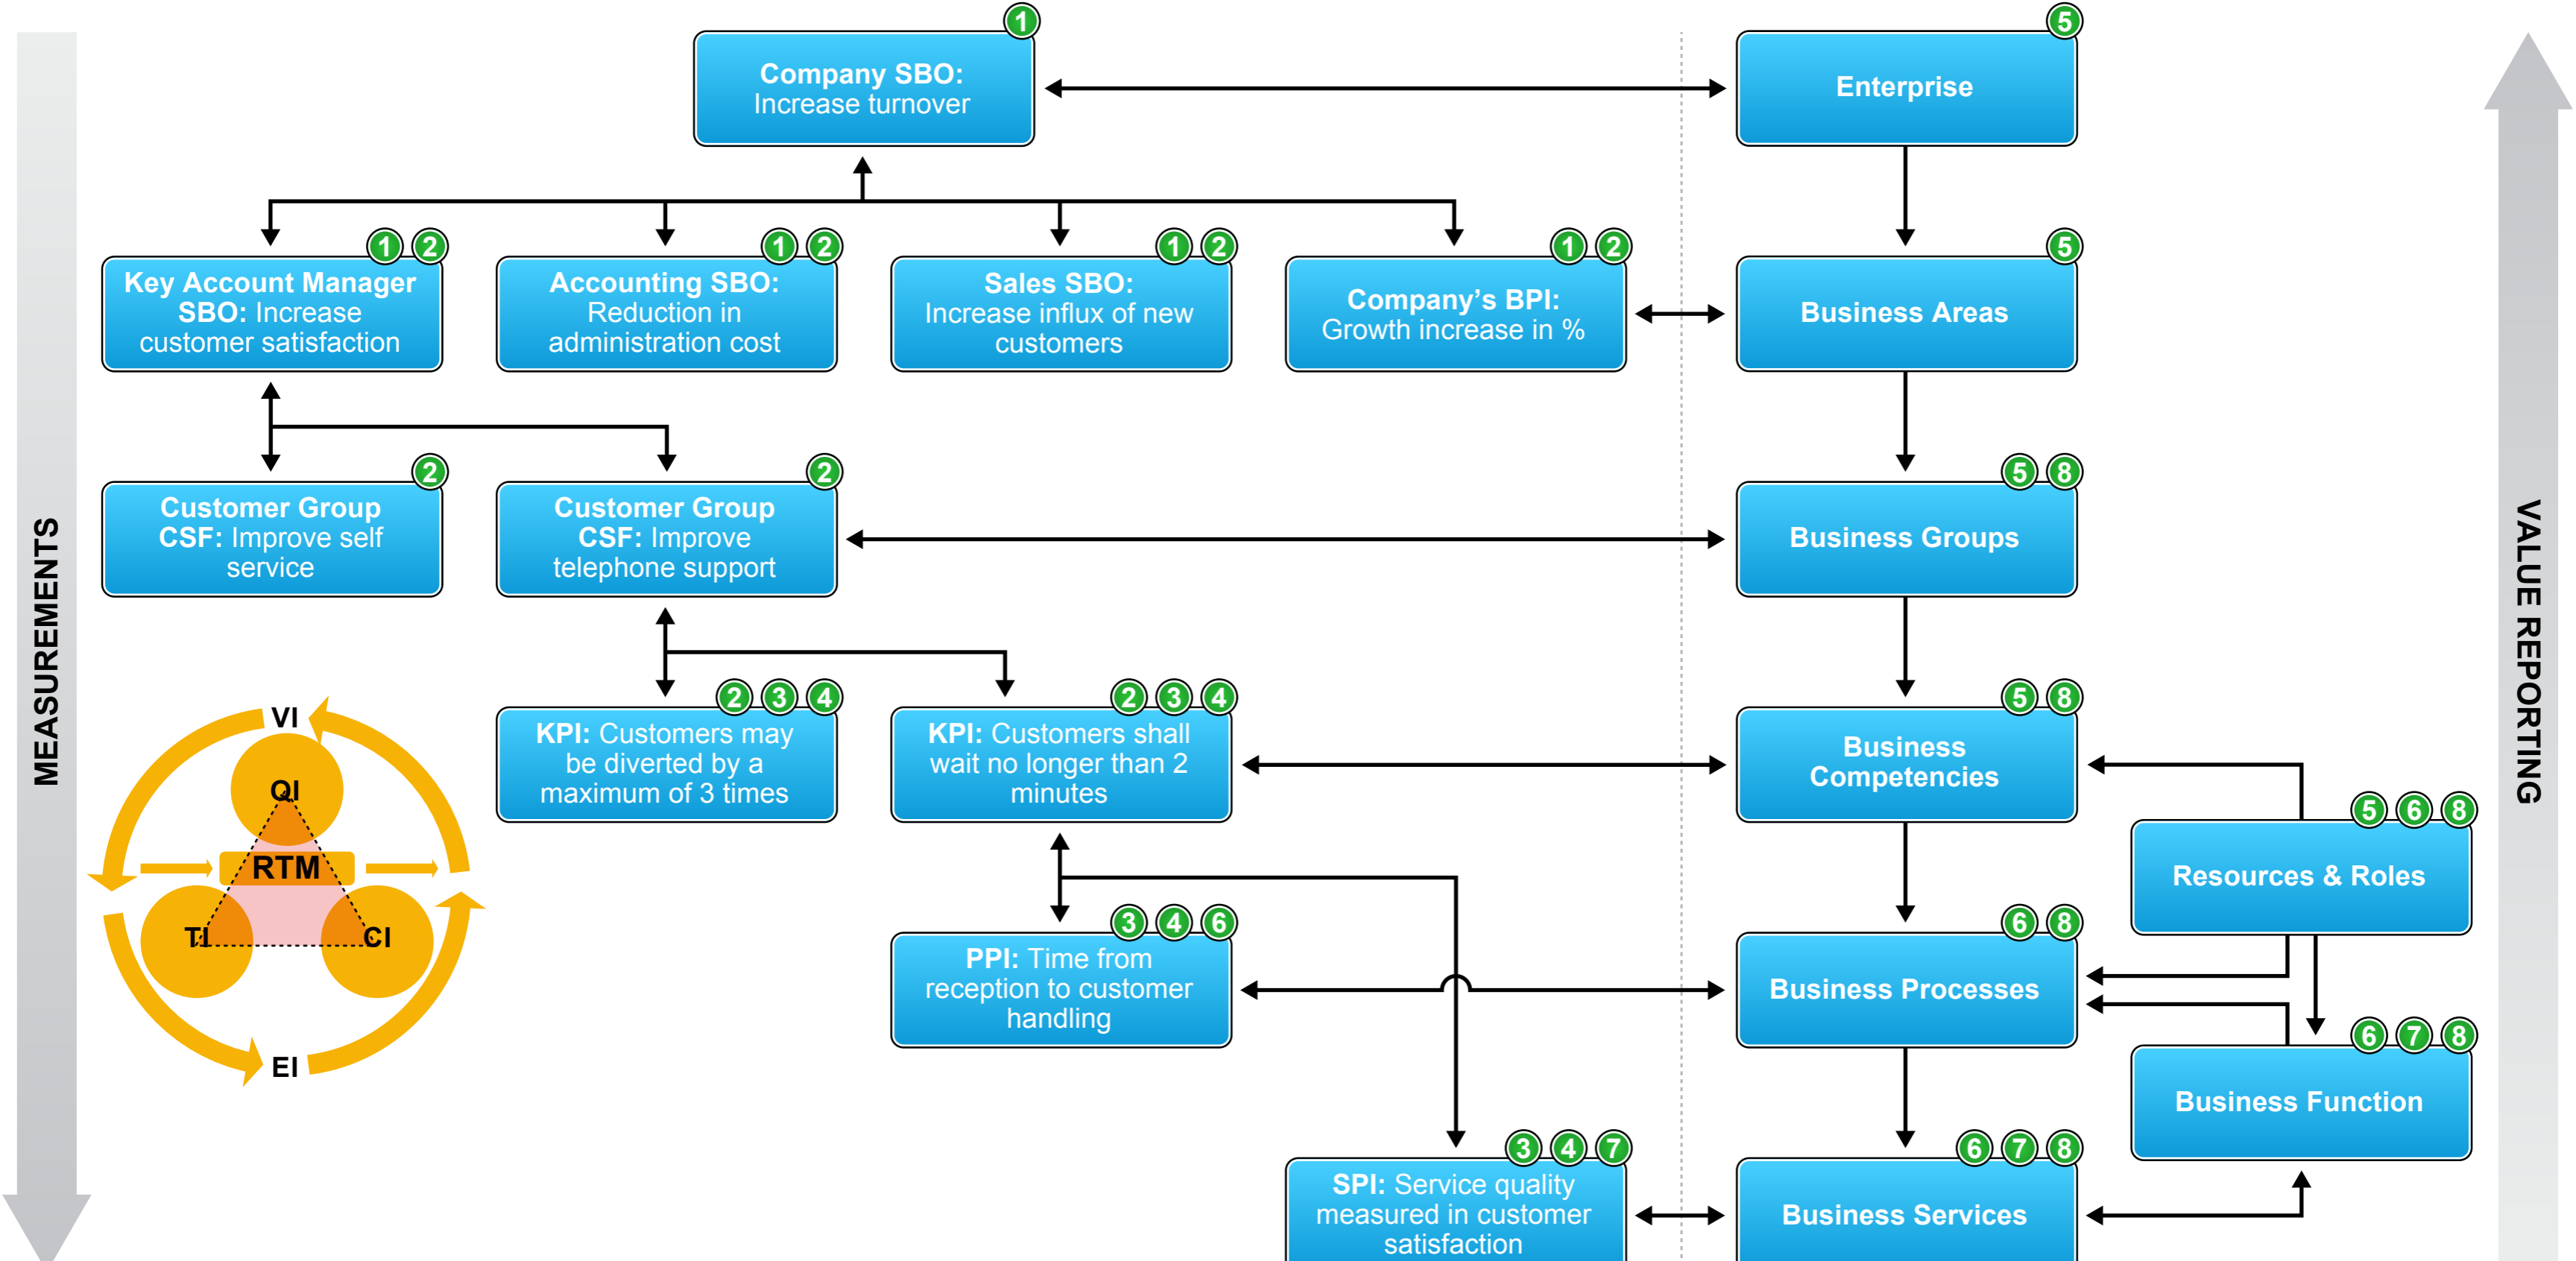 1
Company SBO:
Increase turnover
5
Enterprise
1 2
Key Account Manager
SBO: Increase
customer satisfaction
1 2
Accounting SBO:
Reduction in
administration cost
1 2
Sales SBO:
Increase influx of new
customers
1 2
Company’s BPI:
Growth increase in %
5
Business Areas
2
Customer Group
CSF: Improve self
service
2
Customer Group
CSF: Improve
telephone support
5 8
Business Groups
MEASUREMENTS
VALUE REPORTING
2 3 4
KPI: Customers may
be diverted by a
maximum of 3 times
2 3 4
KPI: Customers shall
wait no longer than 2
minutes
5 8
Business
Competencies
5 6 8
Resources & Roles
VI
QI
RTM
TI
CI
EI
3 4 6
PPI: Time from
reception to customer
handling
6 8
Business Processes
6 7 8
Business Function
3 4 7
SPI: Service quality
measured in customer
satisfaction
6 7 8
Business Services